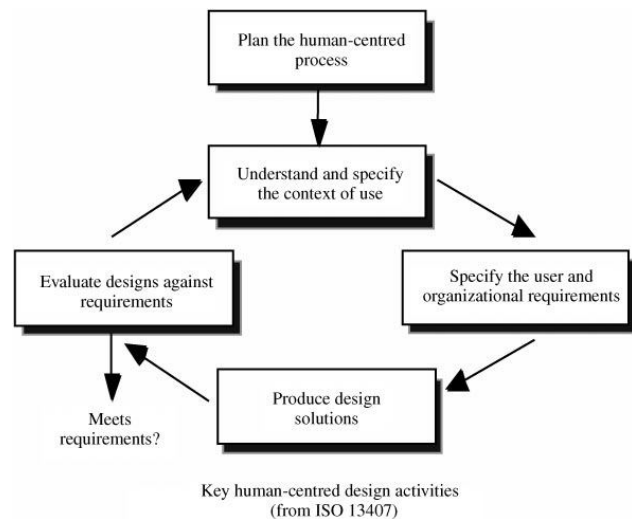 Plan the human-centred
process
Understand and specify
the context of use
Evaluate designs against
requirements
Specify the user and
organizational requirements
Produce design
solutions
Meets
requirements?
Key human-centred design activities
(from ISO 13407)